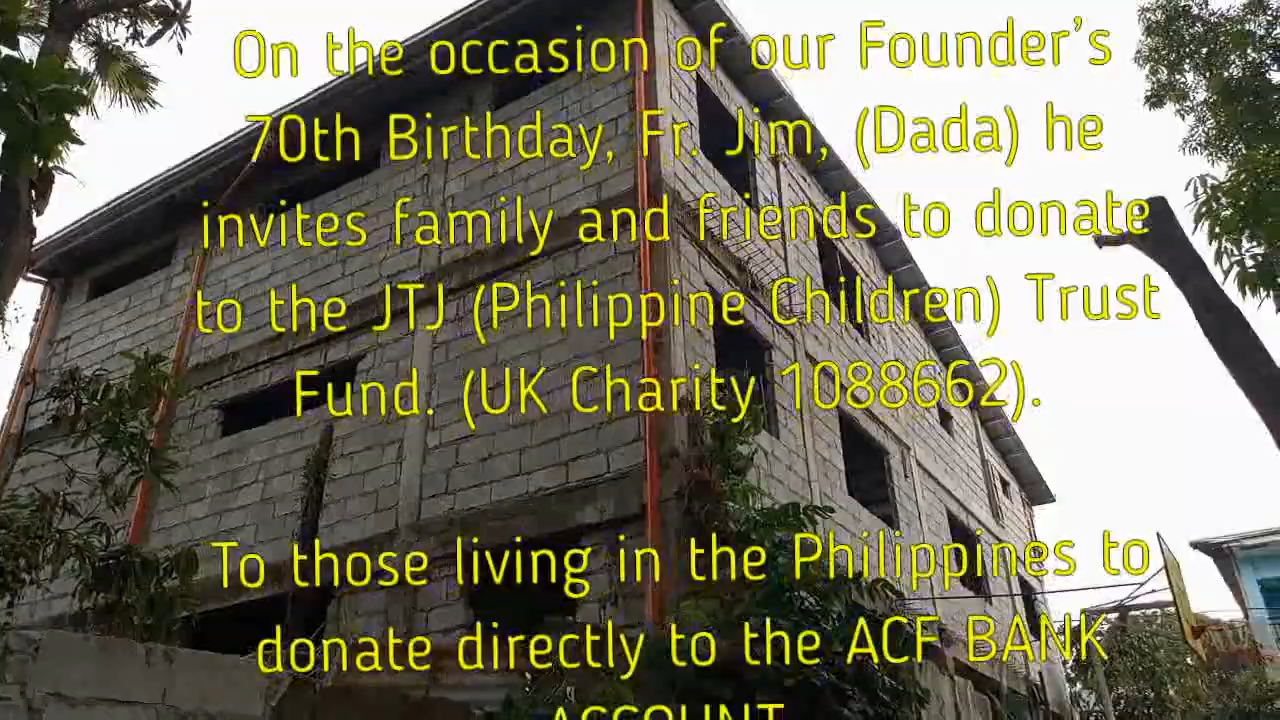 On the occasion of our Founder’s
70th Birthday, Fr. Jim, (Dada) he
invites family and friends to donate
to the JTJ (Philippine Children) Trust
Fund. (UK Charity 1088662).
To those living in the Philippines to
donate directly to the ACF BANK
ACCOUNT